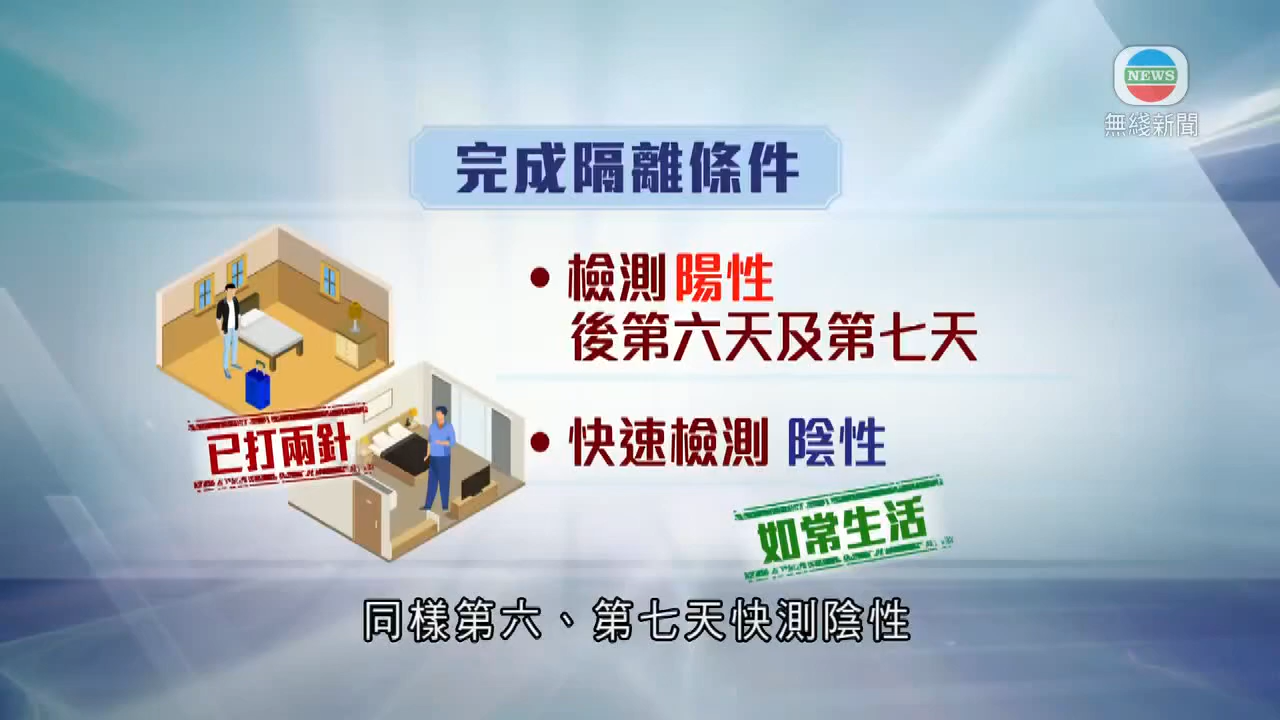 NEWS
無綫新聞
完成隔離條件
•檢測陽性
後第六天及第七天
•快速檢測 陰性
已打兩針
如常生活
同樣第六、第七天快測陰性